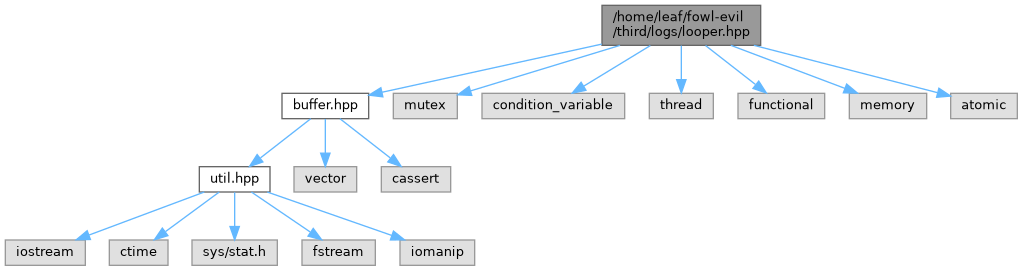 /home/leaf/fowl-evil
/third/logs/looper.hpp
buffer.hpp
mutex
condition_variable
thread
functional
memory
atomic
util.hpp
vector
cassert
iostream
ctime
sys/stat.h
fstream
iomanip